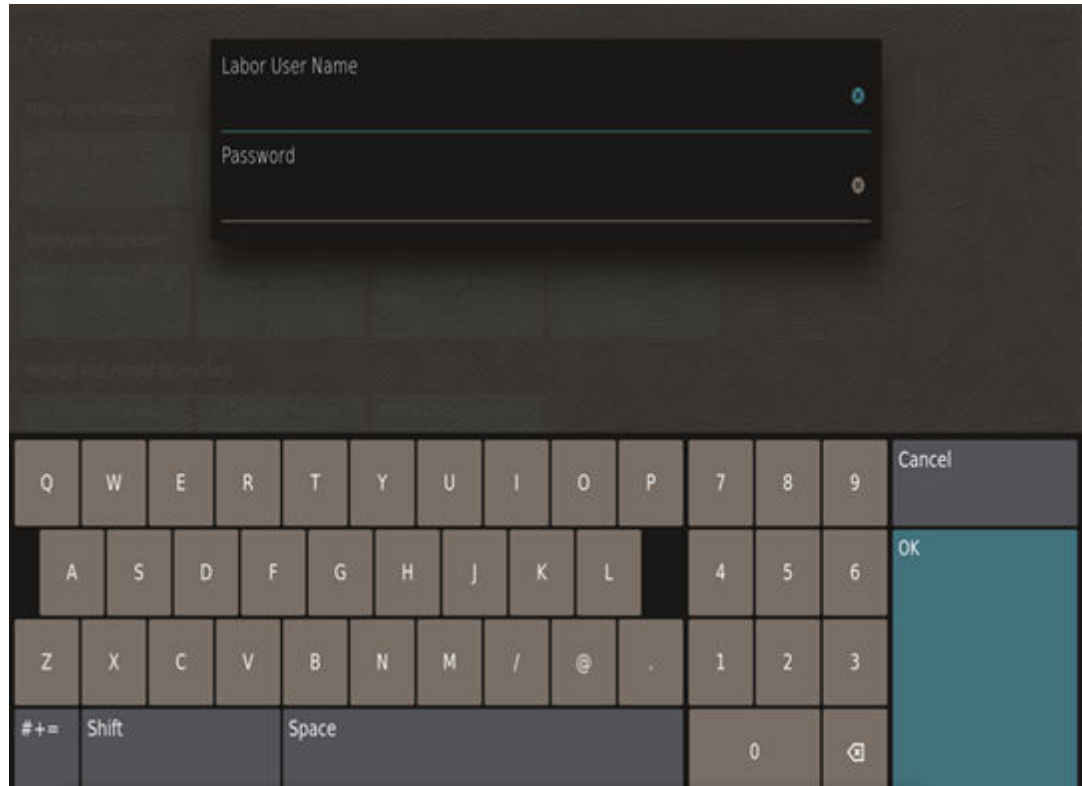 Labor User Name
Password
Q W E R T Y U I O P 7 8 9 Cancel
A S D F G H J K L 4 5 6 OK
Z X C V B N M / @ . 1 2 3
#+= Shift Space 0